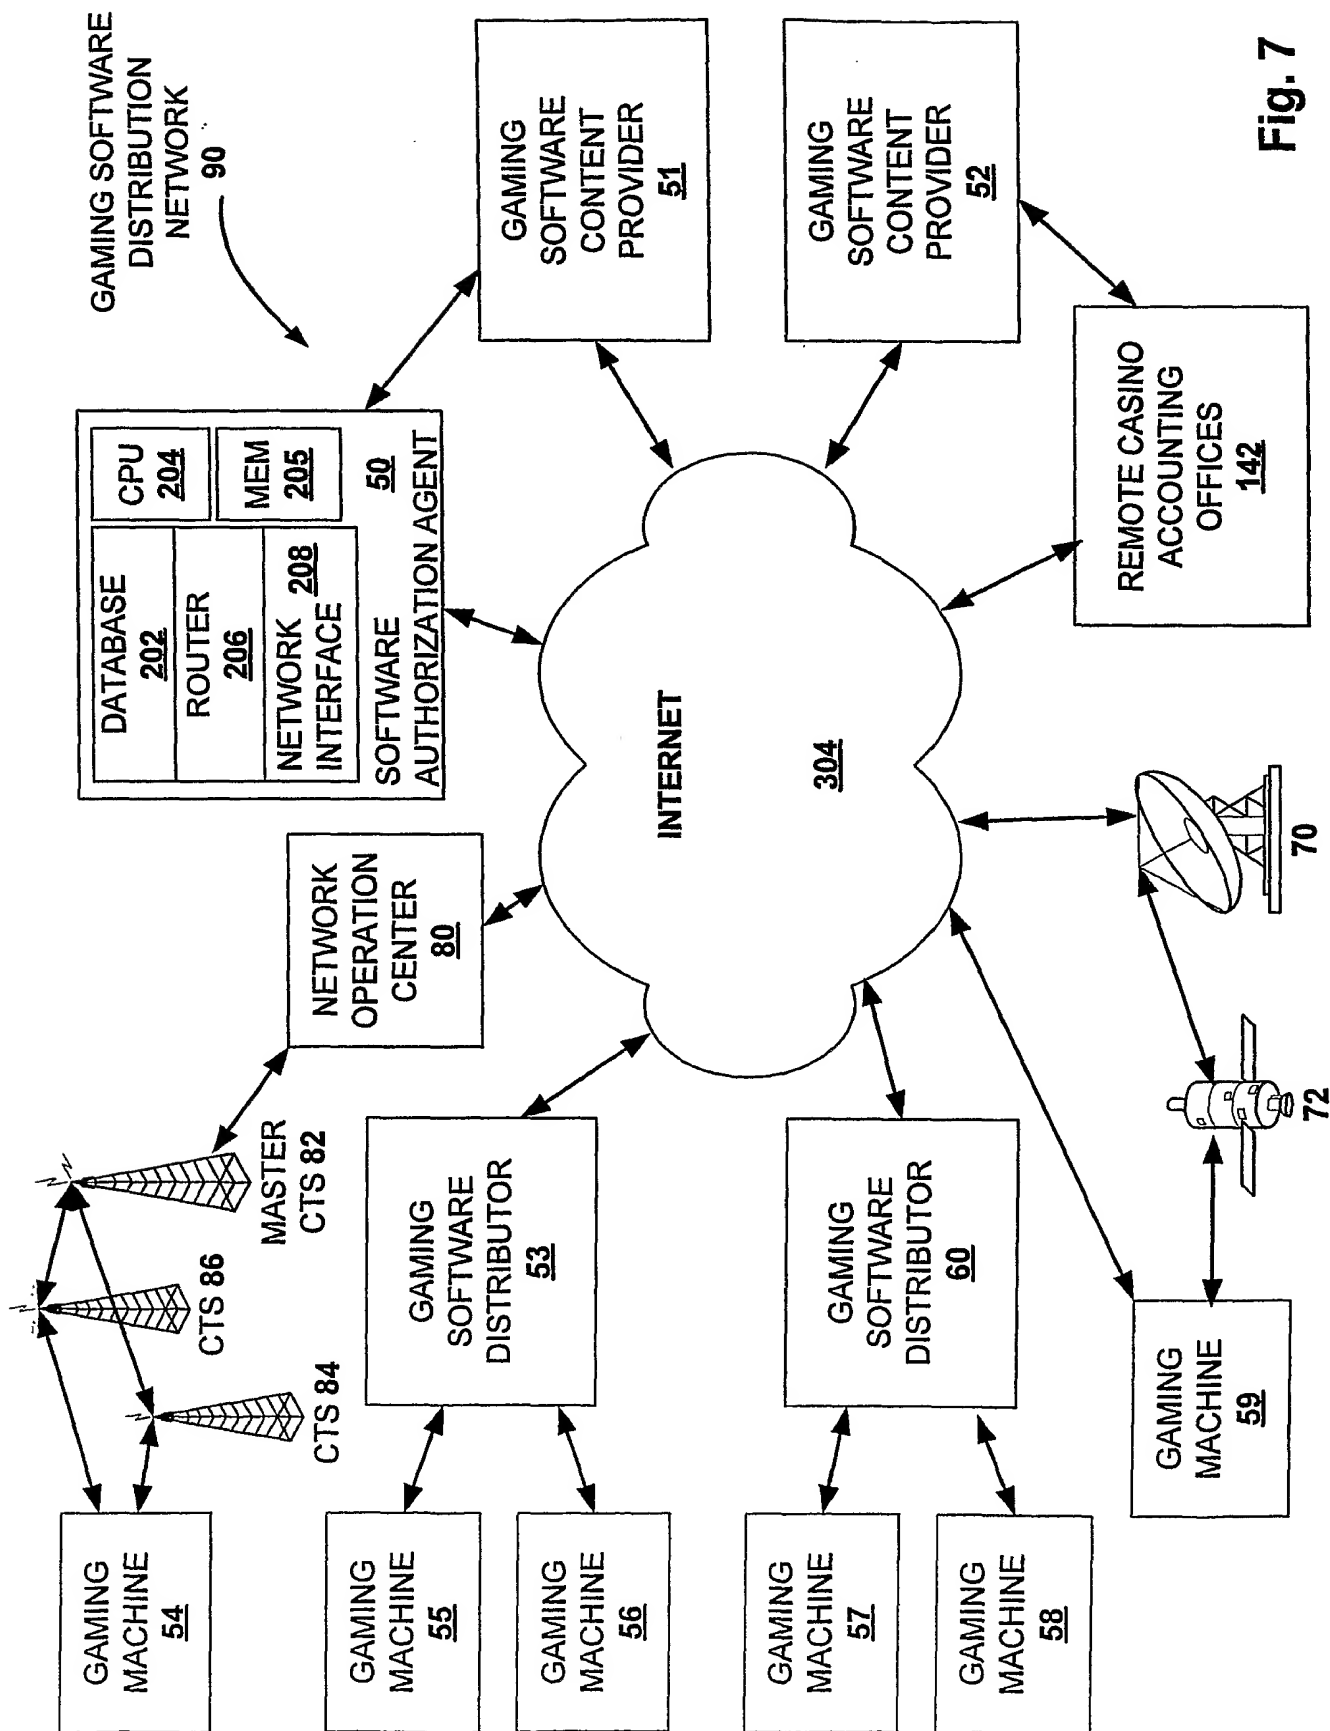 GAMING SOFTWARE
DISTRIBUTION
NETWORK
90
DATABASE
202
CPU
204
ROUTER
206
MEM
205
NETWORK
208
INTERFACE
SOFTWARE
50
AUTHORIZATION AGENT
GAMING
SOFTWARE
CONTENT
PROVIDER
51
GAMING
SOFTWARE
CONTENT
PROVIDER
52
REMOTE CASINO
ACCOUNTING
OFFICES
142
NETWORK
OPERATION
CENTER
80
INTERNET
304
MASTER
CTS 82
CTS 86
CTS 84
GAMING
SOFTWARE
DISTRIBUTOR
53
GAMING
SOFTWARE
DISTRIBUTOR
60
GAMING
MACHINE
54
GAMING
MACHINE
55
GAMING
MACHINE
56
GAMING
MACHINE
57
GAMING
MACHINE
58
GAMING
MACHINE
59
72
70
Fig. 7